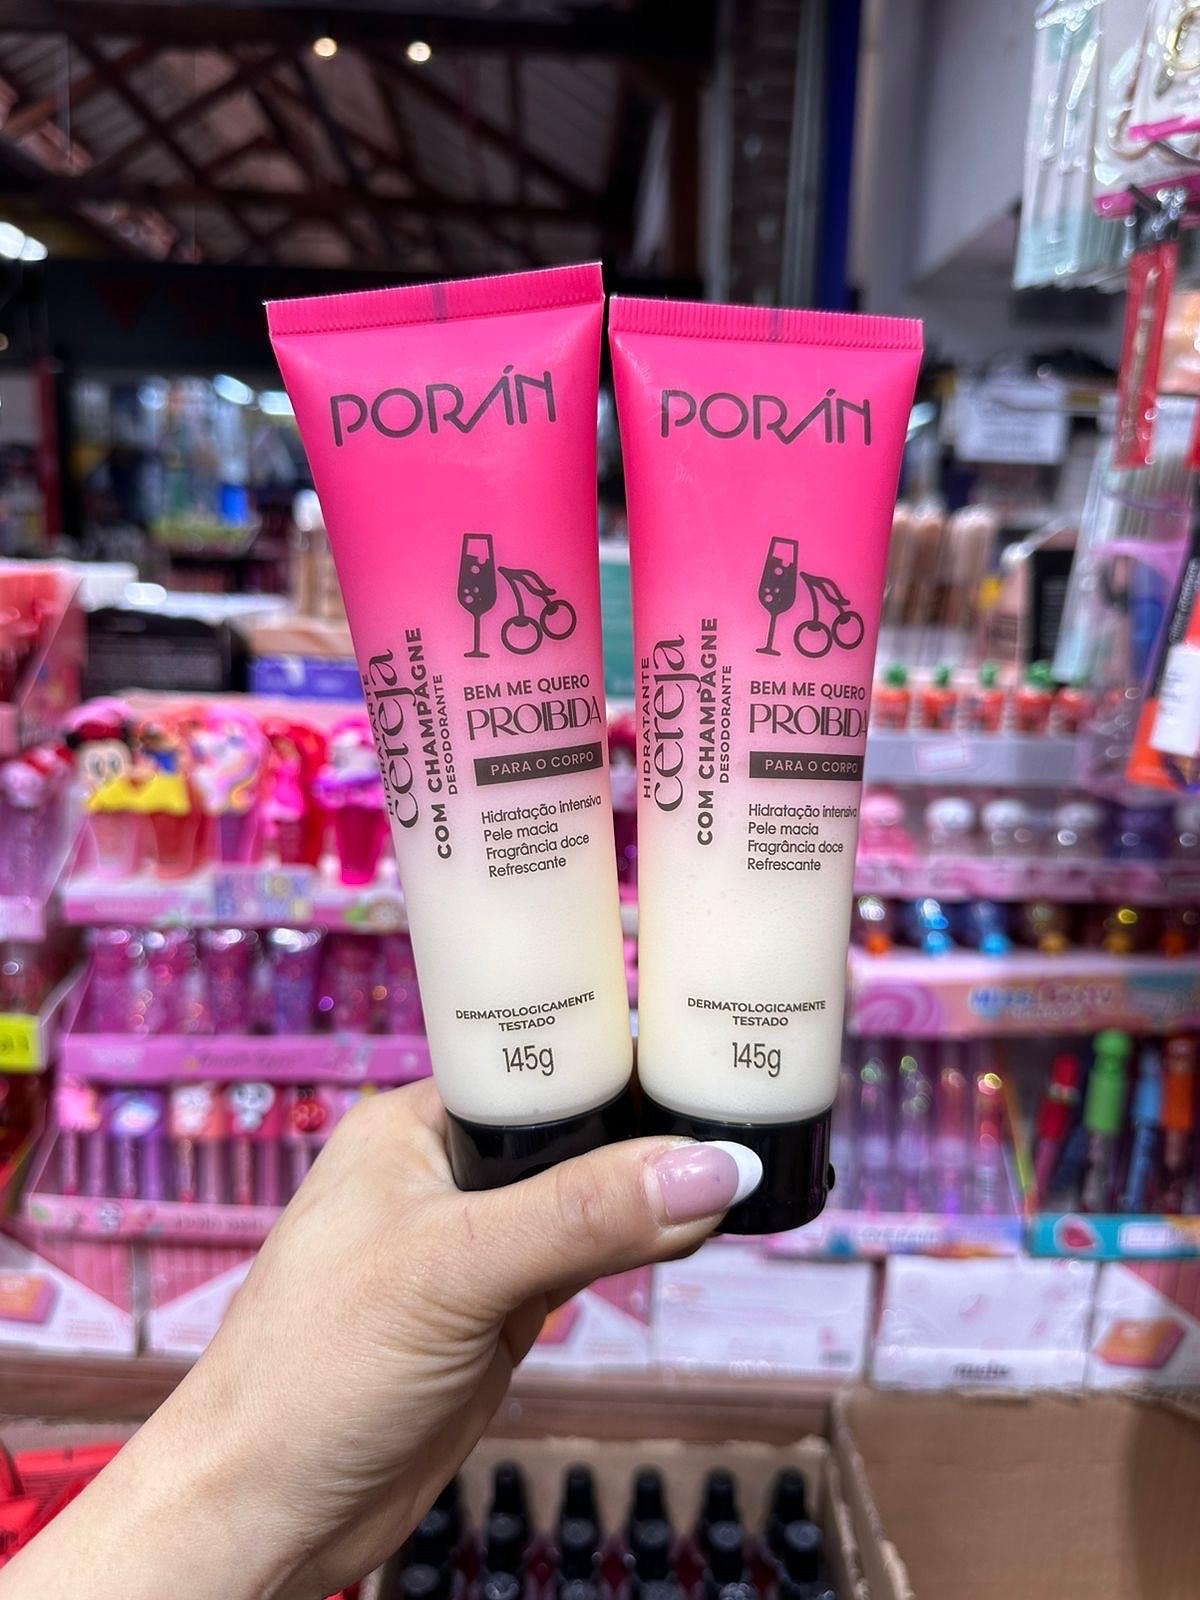 PORÁN
HIDRATANTE
cereja
COM CHAMPAGNE
DESODORANTE
BEM ME QUERO
PROIBIDA
PARA O CORPO
Hidratação intensiva
Pele macia
Fragrância doce
Refrescante
DERMATOLOGICAMENTE
TESTADO
145g
PORÁN
HIDRATANTE
cereja
COM CHAMPAGNE
DESODORANTE
BEM ME QUERO
PROIBIDA
PARA O CORPO
Hidratação intensiva
Pele macia
Fragrância doce
Refrescante
DERMATOLOGICAMENTE
TESTADO
145g